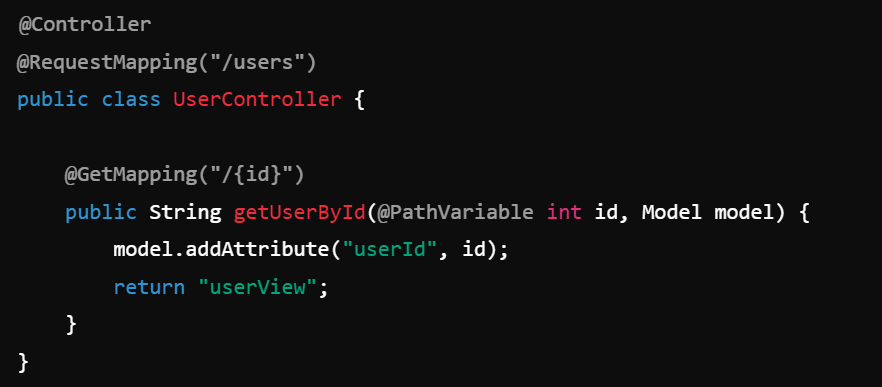 @Controller
@RequestMapping("/users")
public class UserController {
@GetMapping("/{id}")
public String getUserById(@PathVariable int id, Model model) {
model.addAttribute("userId", id);
return "userView";
}
}